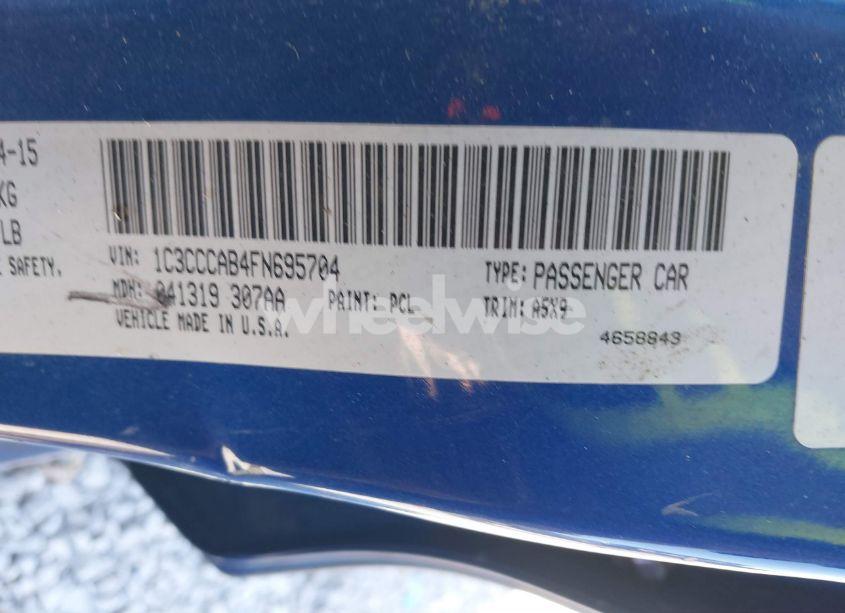 4-15
KG
LB
SAFETY.
VIN: 1C3CCCAB4FN695704
TYPE: PASSENGER CAR
MDH: 041319 307AA
PAINT: PCL
TRIM: A5X9
VEHICLE MADE IN U.S.A.
4658843
wheelwise